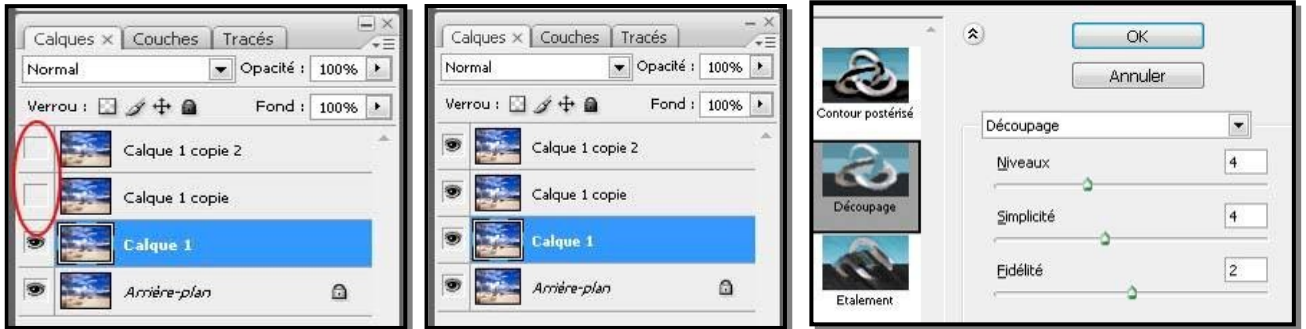 Calques × Couches Tracés
Normal Opacité : 100%
Verrou : Fond : 100%
Calque 1 copie 2
Calque 1 copie
Calque 1
Arrière-plan
Calques × Couches Tracés
Normal Opacité : 100%
Verrou : Fond : 100%
Calque 1 copie 2
Calque 1 copie
Calque 1
Arrière-plan
Contour postérisé
Découpage
Etalement
OK
Annuler
Découpage
Niveaux 4
Simplicité 4
Fidélité 2